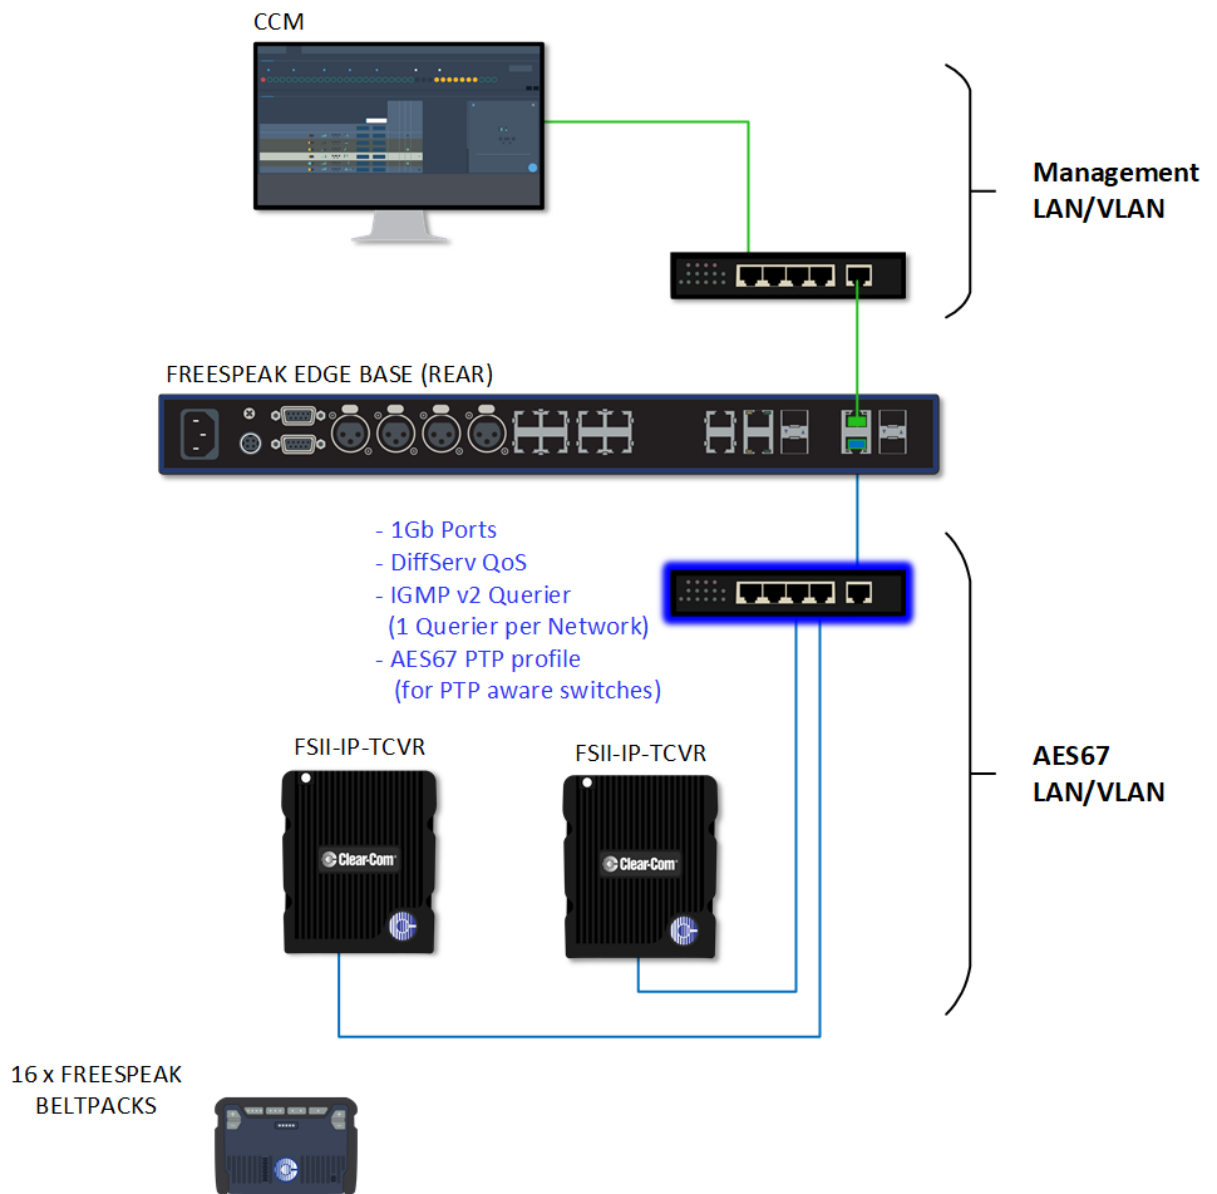 CCM
Management
LAN/VLAN
FREESPEAK EDGE BASE (REAR)
- 1Gb Ports
- DiffServ QoS
- IGMP v2 Querier
(1 Querier per Network)
- AES67 PTP profile
(for PTP aware switches)
FSII-IP-TCVR
FSII-IP-TCVR
AES67
LAN/VLAN
Clear-Com
Clear-Com
16 x FREESPEAK
BELTPACKS